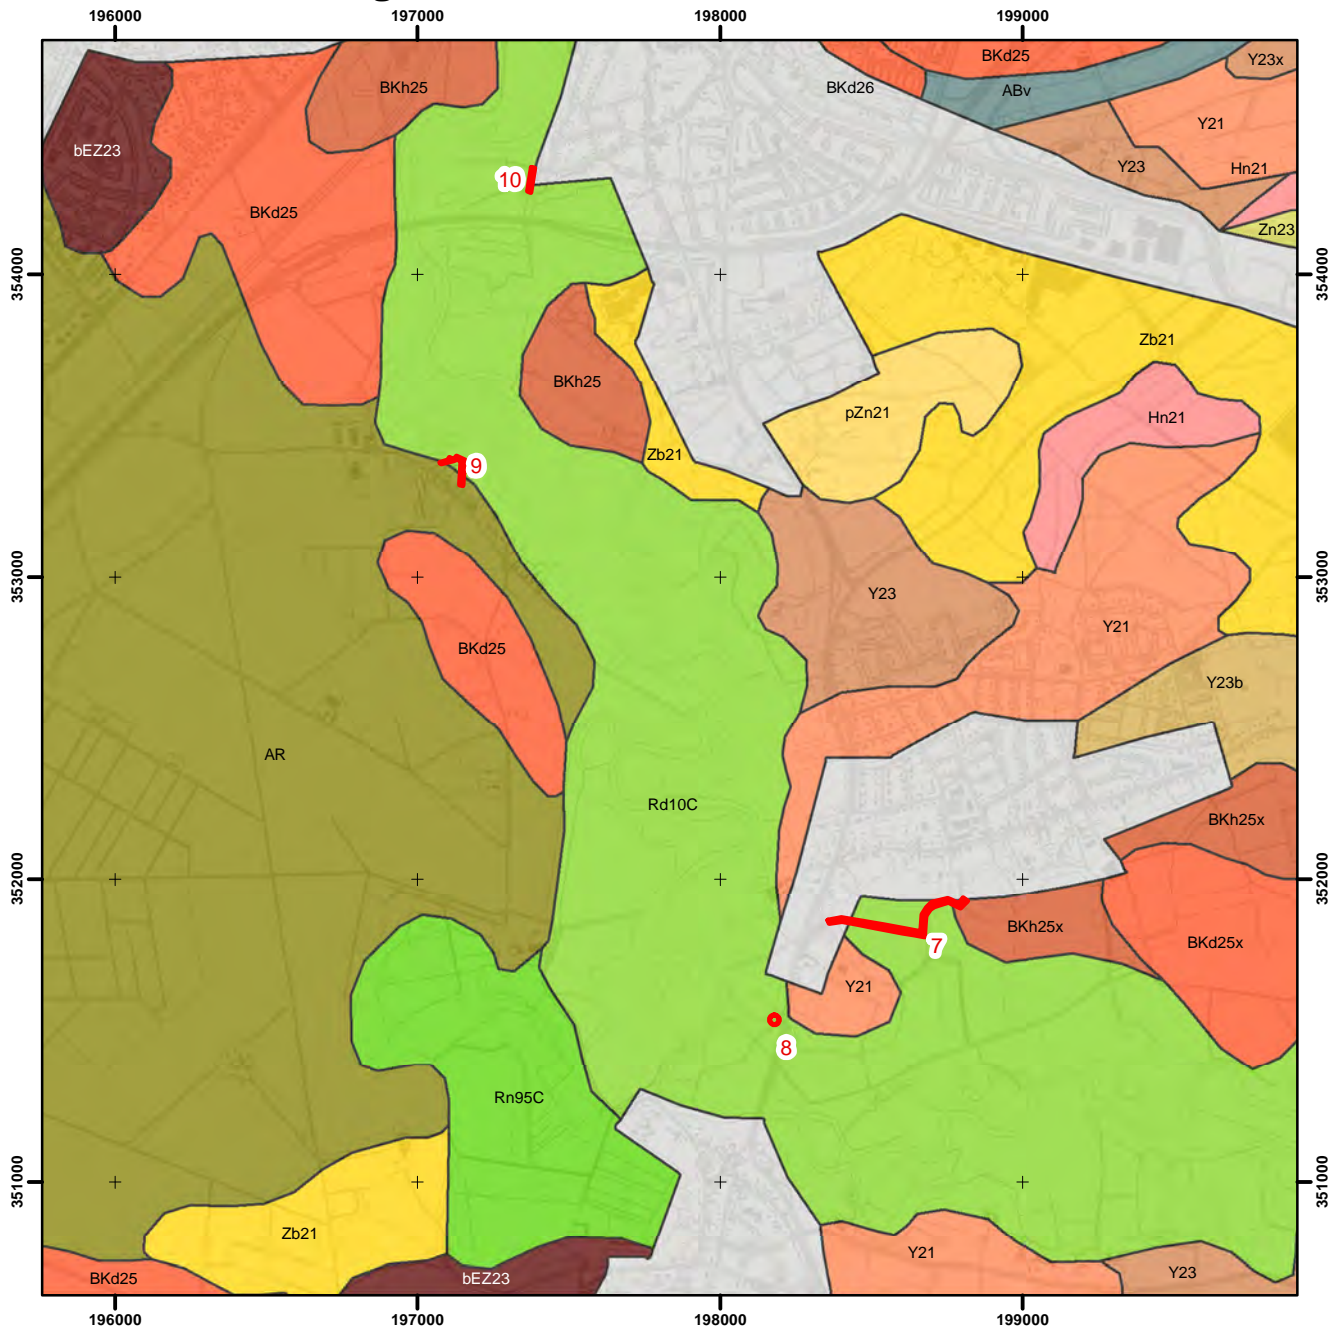 196000 197000 198000 199000
BKd25
Y23x
BKh25
BKd26
ABv
Y21
bEZ23
Y23
Hn21
10
BKd25
Zn23
354000
354000
Zb21
BKh25
pZn21
Hn21
Zb21
9
353000
353000
Y23
Y21
BKd25
Y23b
AR
Rd10C
BKh25x
352000
352000
BKh25x
7
BKd25x
Y21
8
Rn95C
351000
351000
Zb21
Y21
BKd25
bEZ23
Y23
196000 197000 198000 199000